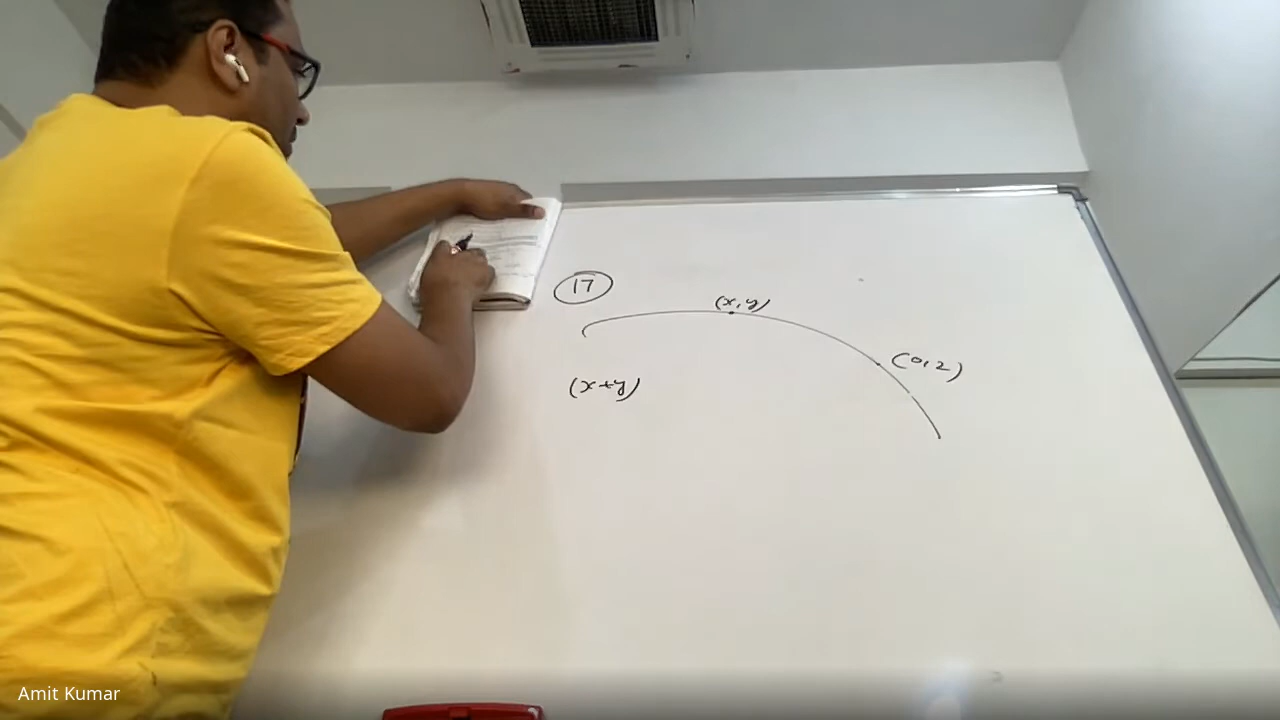 17
(x, y)
(0, 2)
(x+y)
Amit Kumar